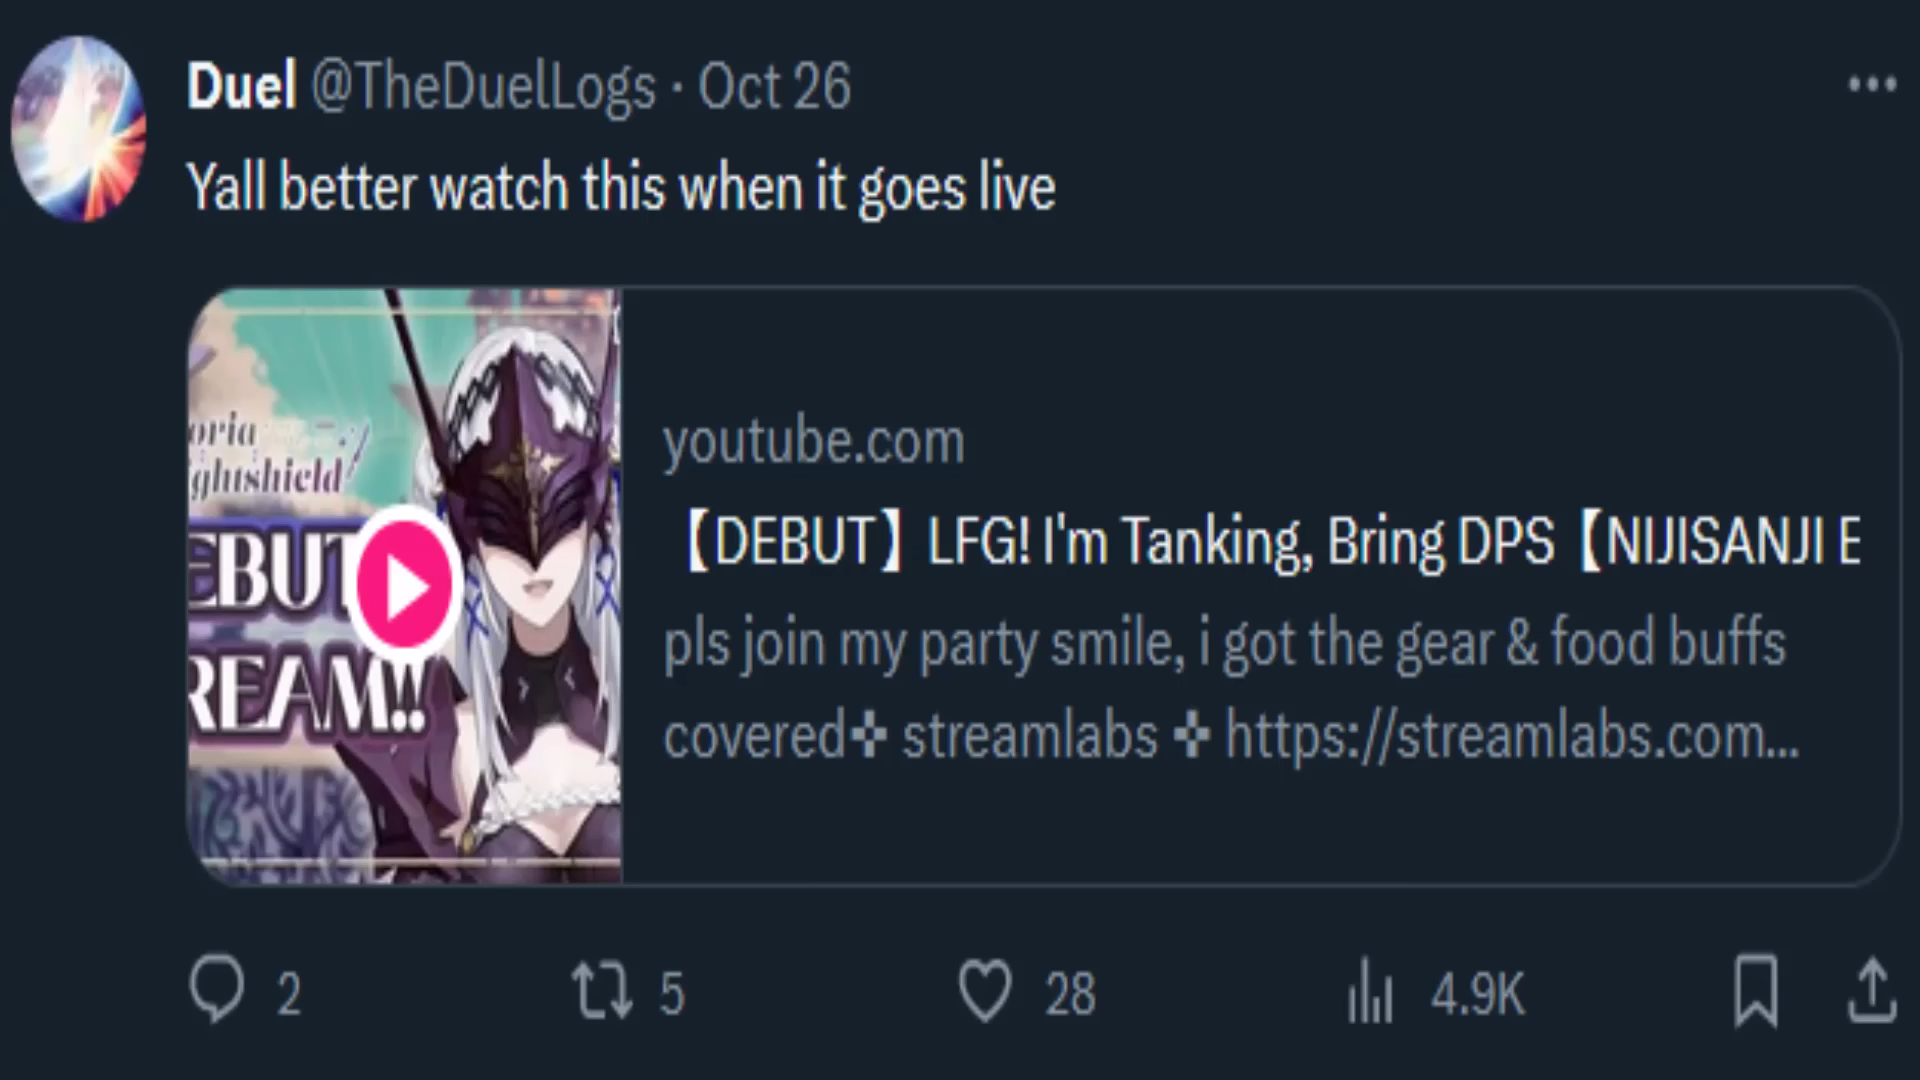 Duel @TheDuelLogs · Oct 26
Yall better watch this when it goes live
oria
ghtshield
EBUT
REAM!!
youtube.com
【DEBUT】LFG! I'm Tanking, Bring DPS【NIJISANJI E
pls join my party smile, i got the gear & food buffs
covered✢ streamlabs ✢ https://streamlabs.com...
2 5 28 4.9K